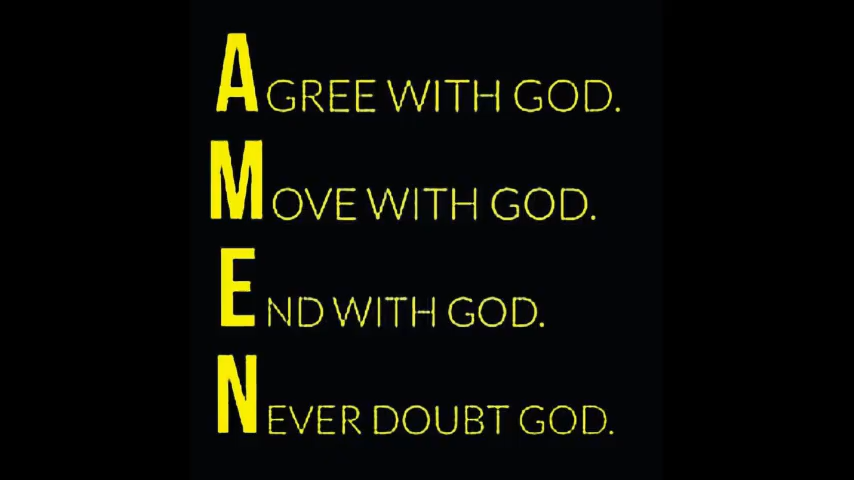 AGREE WITH GOD.
MOVE WITH GOD.
END WITH GOD.
NEVER DOUBT GOD.